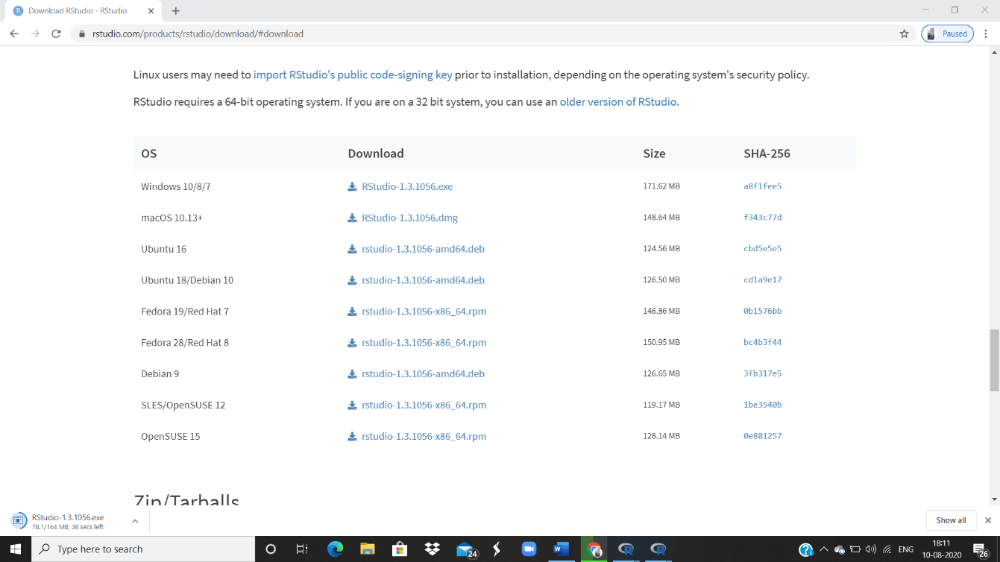 Download RStudio - RStudio
rstudio.com/products/rstudio/download/#download
Paused
Linux users may need to import RStudio's public code-signing key prior to installation, depending on the operating system's security policy.
RStudio requires a 64-bit operating system. If you are on a 32 bit system, you can use an older version of RStudio.
OS Download Size SHA-256
Windows 10/8/7 RStudio-1.3.1056.exe 171.62 MB a8f1fee5
macOS 10.13+ RStudio-1.3.1056.dmg 148.64 MB f343c77d
Ubuntu 16 rstudio-1.3.1056-amd64.deb 124.56 MB cbd5e5e5
Ubuntu 18/Debian 10 rstudio-1.3.1056-amd64.deb 126.50 MB cd1a9e17
Fedora 19/Red Hat 7 rstudio-1.3.1056-x86_64.rpm 146.86 MB 0b1576bb
Fedora 28/Red Hat 8 rstudio-1.3.1056-x86_64.rpm 150.95 MB bc4b3f44
Debian 9 rstudio-1.3.1056-amd64.deb 126.65 MB 3fb317e5
SLES/OpenSUSE 12 rstudio-1.3.1056-x86_64.rpm 119.17 MB 1be3540b
OpenSUSE 15 rstudio-1.3.1056-x86_64.rpm 128.14 MB 0e881257
Zip/Tarballs
RStudio-1.3.1056.exe
78.1/164 MB, 38 secs left
Show all
Type here to search
24
ENG
18:11
10-08-2020
26